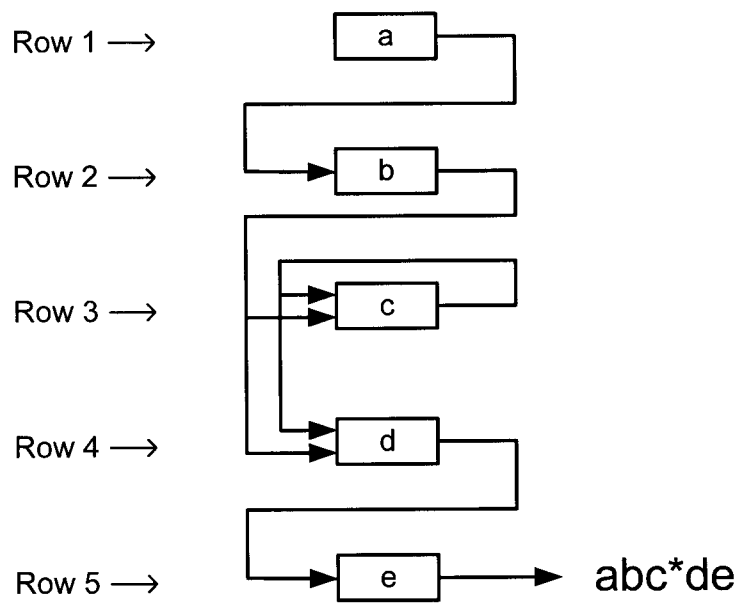 Row 1 → a
Row 2 → b
Row 3 → c
Row 4 → d
Row 5 → e abc*de